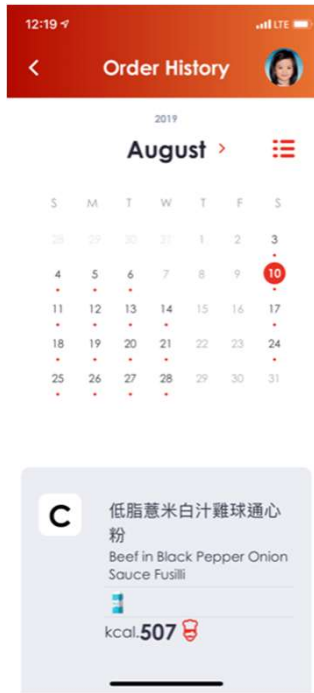 12:19
LTE
Order History
2019
August >
S M T W T F S
28 29 30 31 1 2 3
4 5 6 7 8 9 10
11 12 13 14 15 16 17
18 19 20 21 22 23 24
25 26 27 28 29 30 31
C
低脂薏米白汁雞球通心
粉
Beef in Black Pepper Onion
Sauce Fusilli
kcal.507